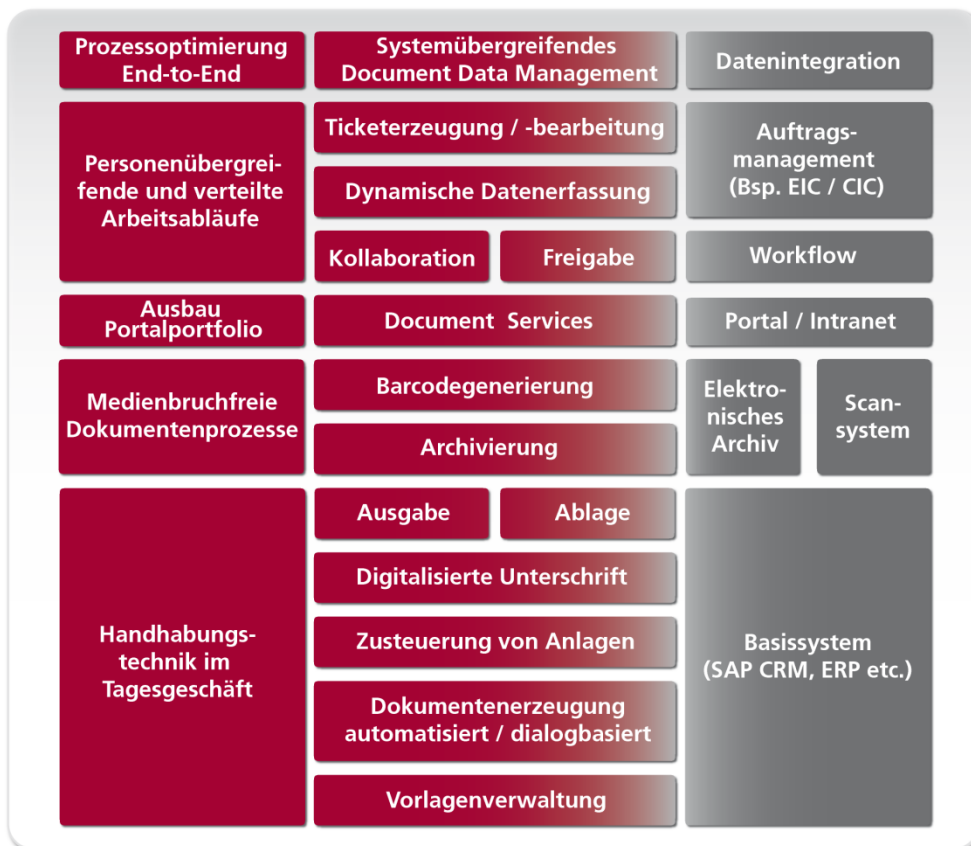 Prozessoptimierung
End-to-End
Systemübergreifendes
Document Data Management
Datenintegration
Personenübergrei-
fende und verteilte
Arbeitsabläufe
Ticketerzeugung / -bearbeitung
Dynamische Datenerfassung
Kollaboration
Freigabe
Auftrags-
management
(Bsp. EIC / CIC)
Workflow
Ausbau
Portalportfolio
Document Services
Portal / Intranet
Medienbruchfreie
Dokumentenprozesse
Barcodegenerierung
Archivierung
Elektro-
nisches
Archiv
Scan-
system
Handhabungs-
technik im
Tagesgeschäft
Ausgabe
Ablage
Digitalisierte Unterschrift
Zusteuerung von Anlagen
Dokumentenerzeugung
automatisiert / dialogbasiert
Vorlagenverwaltung
Basissystem
(SAP CRM, ERP etc.)